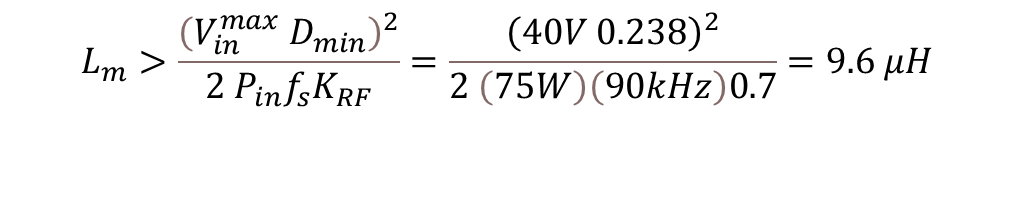 L_m > (V_in^max D_min)^2 / 2 P_in f_s K_RF = (40V 0.238)^2 / 2 (75W)(90kHz)0.7 = 9.6 μH